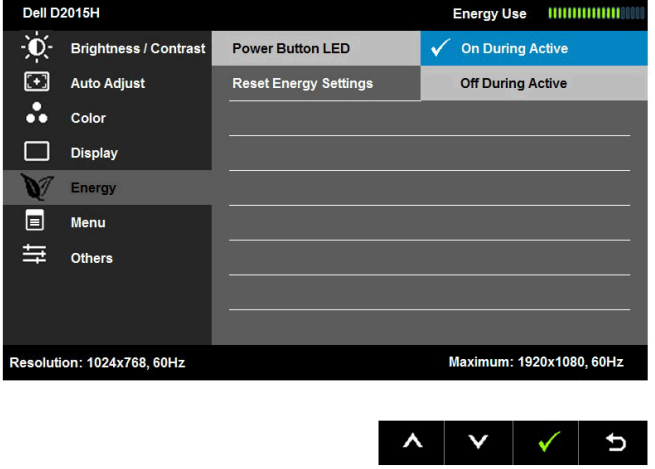 Dell D2015H Energy Use
Brightness / Contrast Power Button LED On During Active
Auto Adjust Reset Energy Settings Off During Active
Color
Display
Energy
Menu
Others
Resolution: 1024x768, 60Hz Maximum: 1920x1080, 60Hz